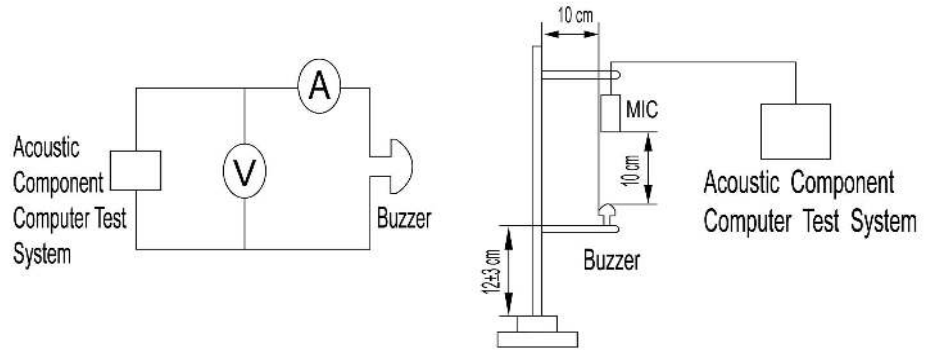 A
V
Acoustic
Component
Computer Test
System
Buzzer
10 cm
MIC
10 cm
Buzzer
12±3 cm
Acoustic Component
Computer Test System